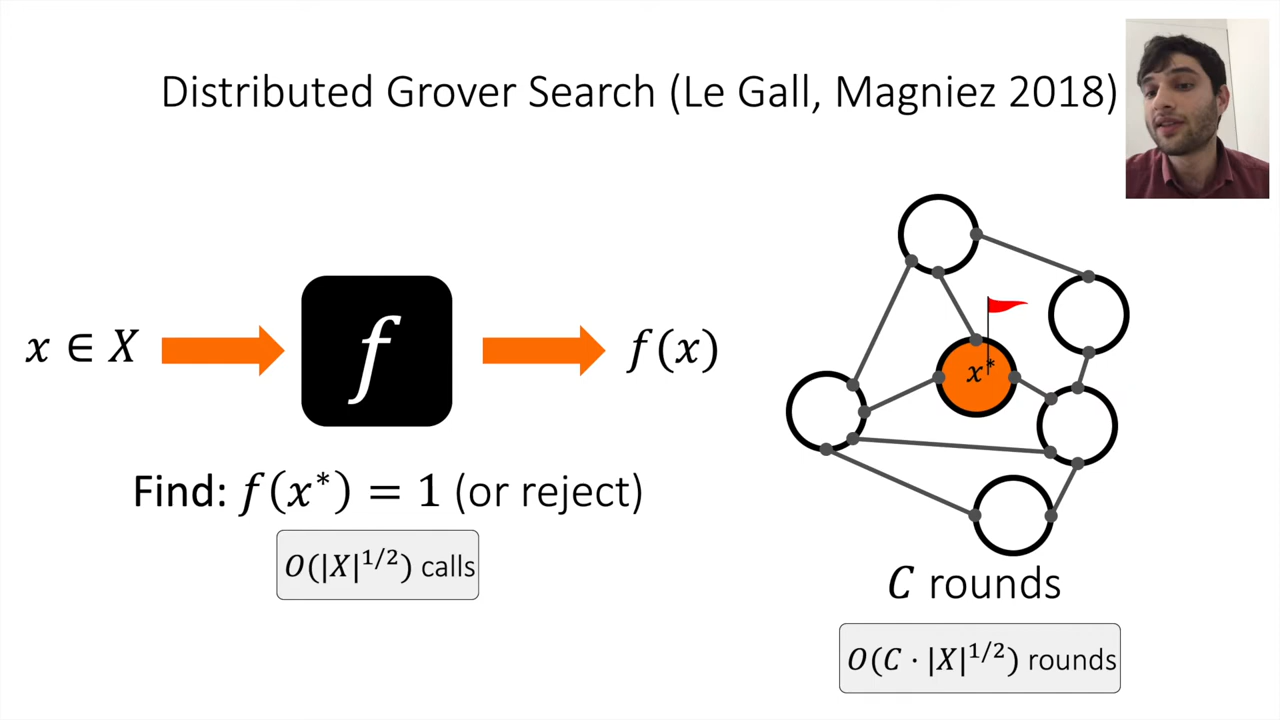 Distributed Grover Search (Le Gall, Magniez 2018)
x ∈ X
f
f(x)
Find: f(x*) = 1 (or reject)
O(|X|^{1/2}) calls
x*
C rounds
O(C · |X|^{1/2}) rounds